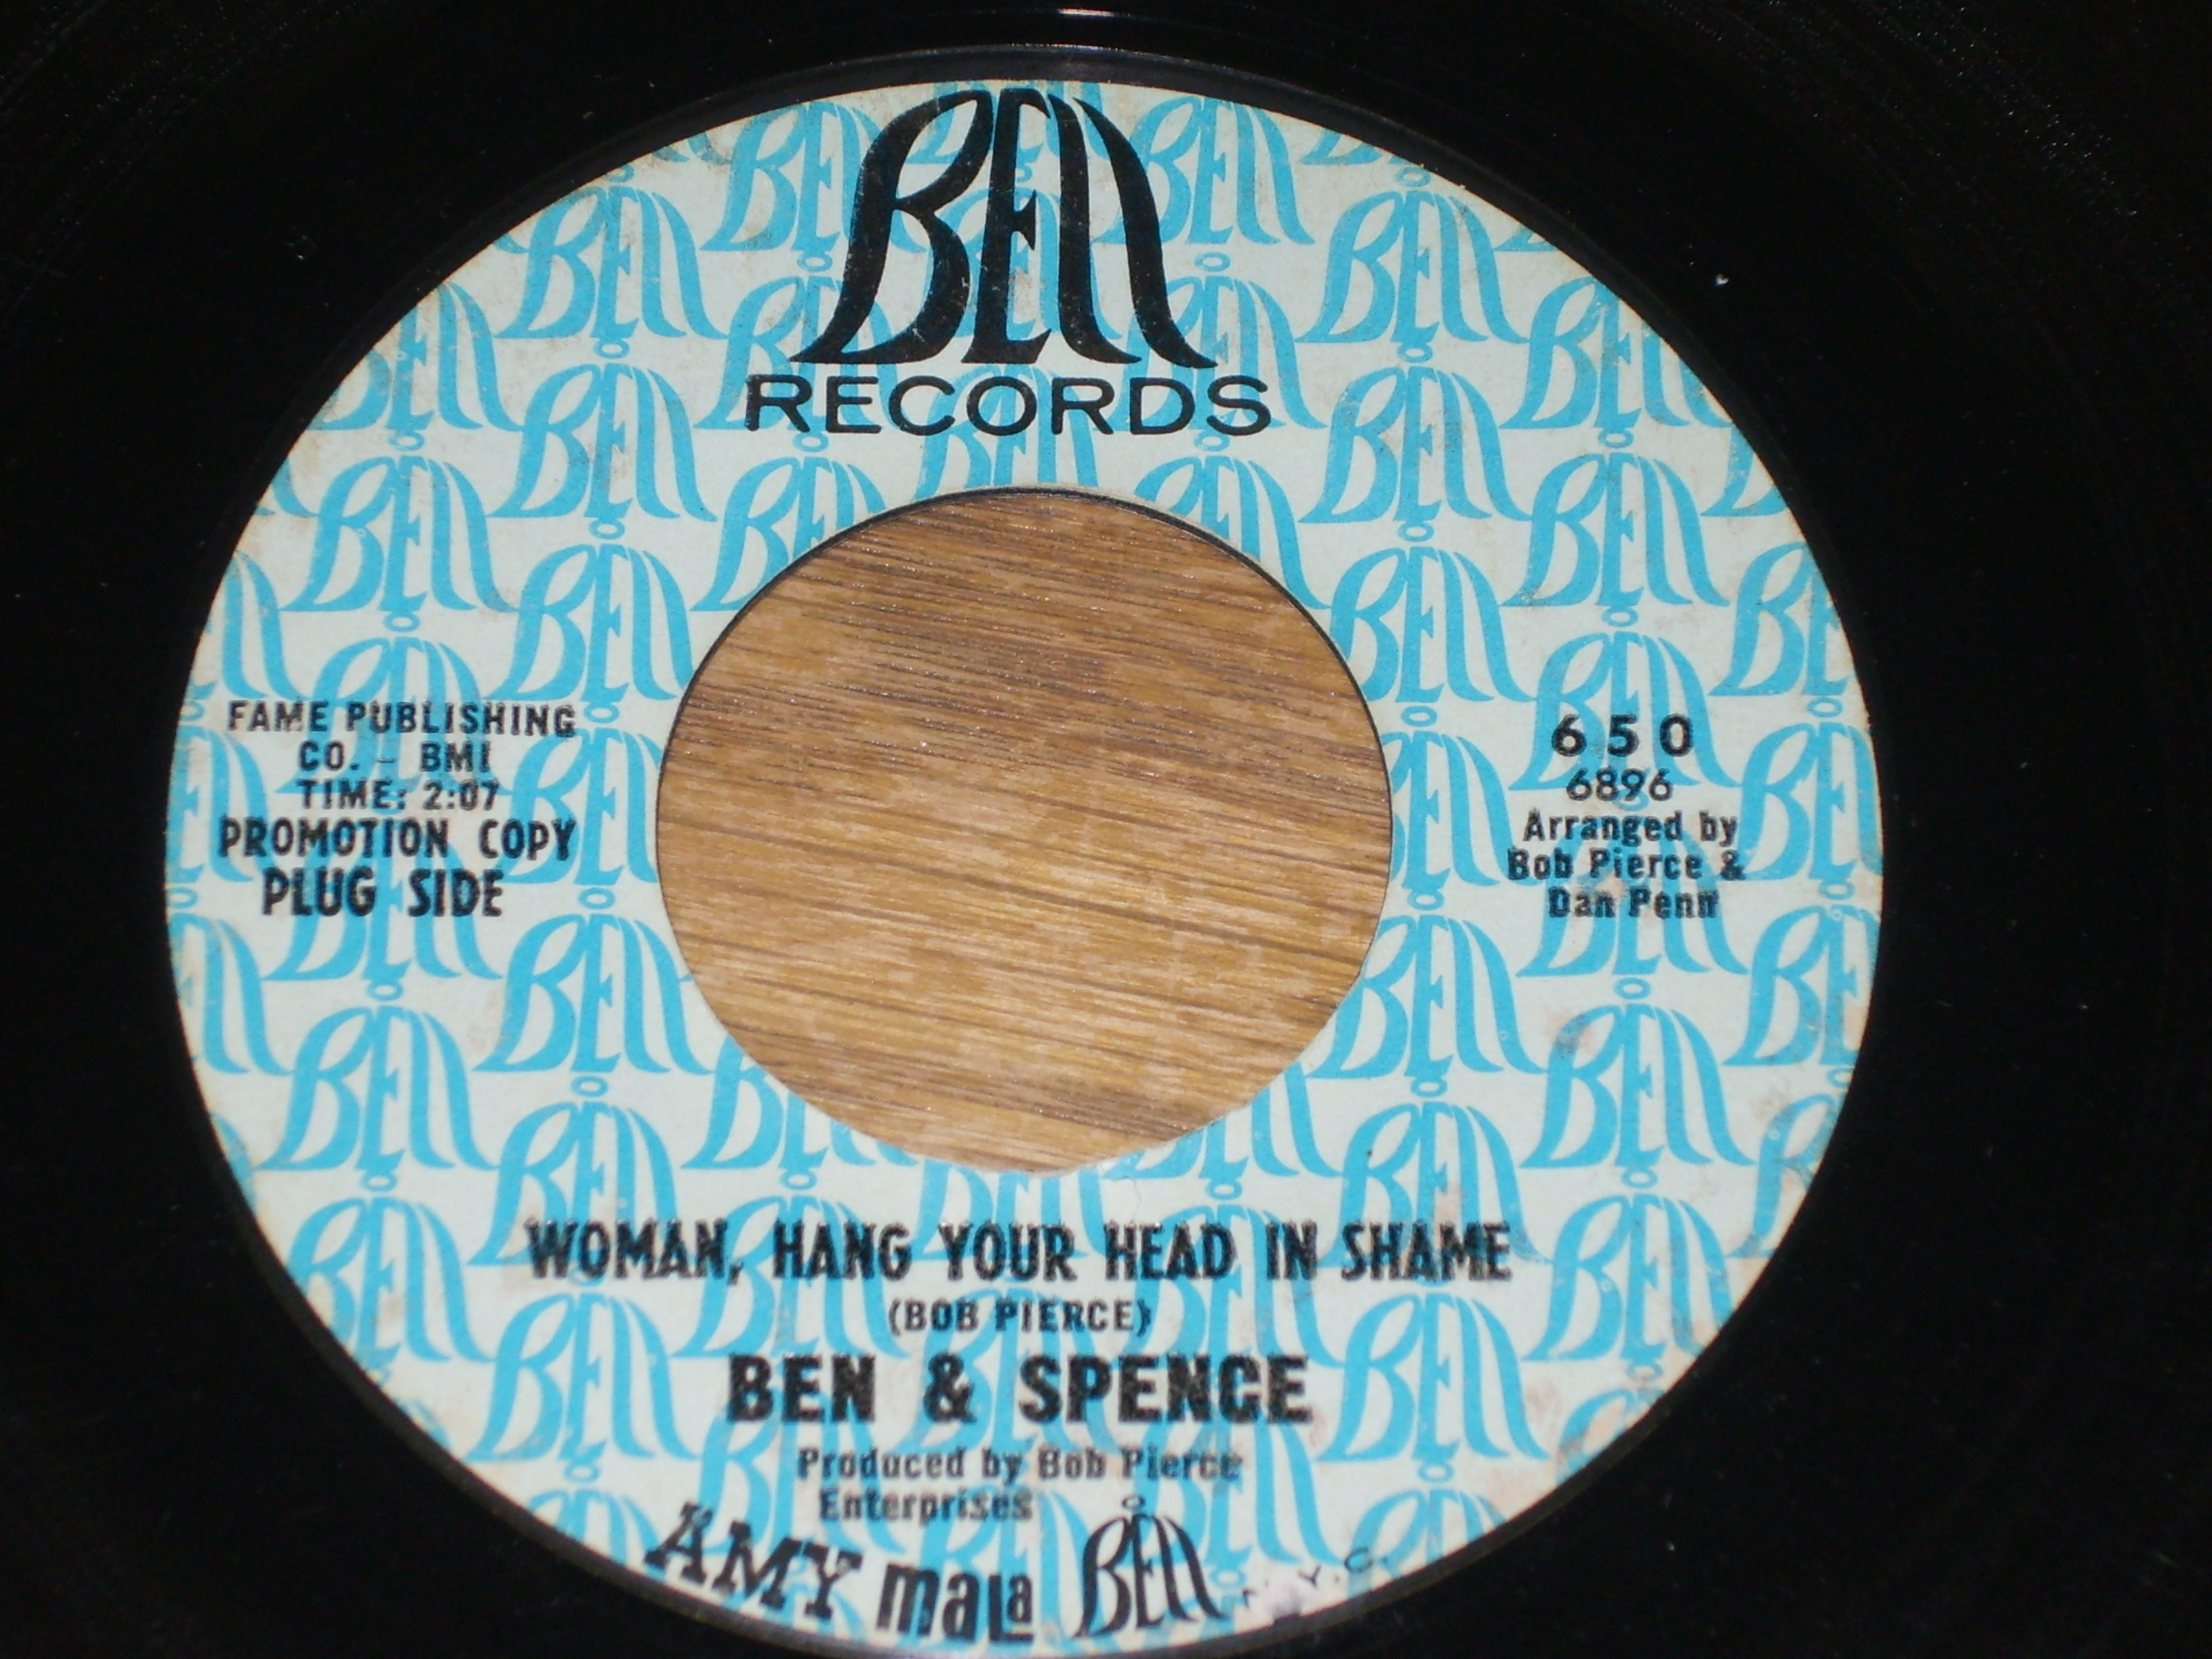 BEN
RECORDS
FAME PUBLISHING
CO. - BMI
TIME: 2:07
PROMOTION COPY
PLUG SIDE
650
6896
Arranged by
Bob Pierce &
Dan Penn
WOMAN, HANG YOUR HEAD IN SHAME
(BOB PIERCE)
BEN & SPENCE
Produced by Bob Pierce
Enterprises
AMY mala BELL Y.C.